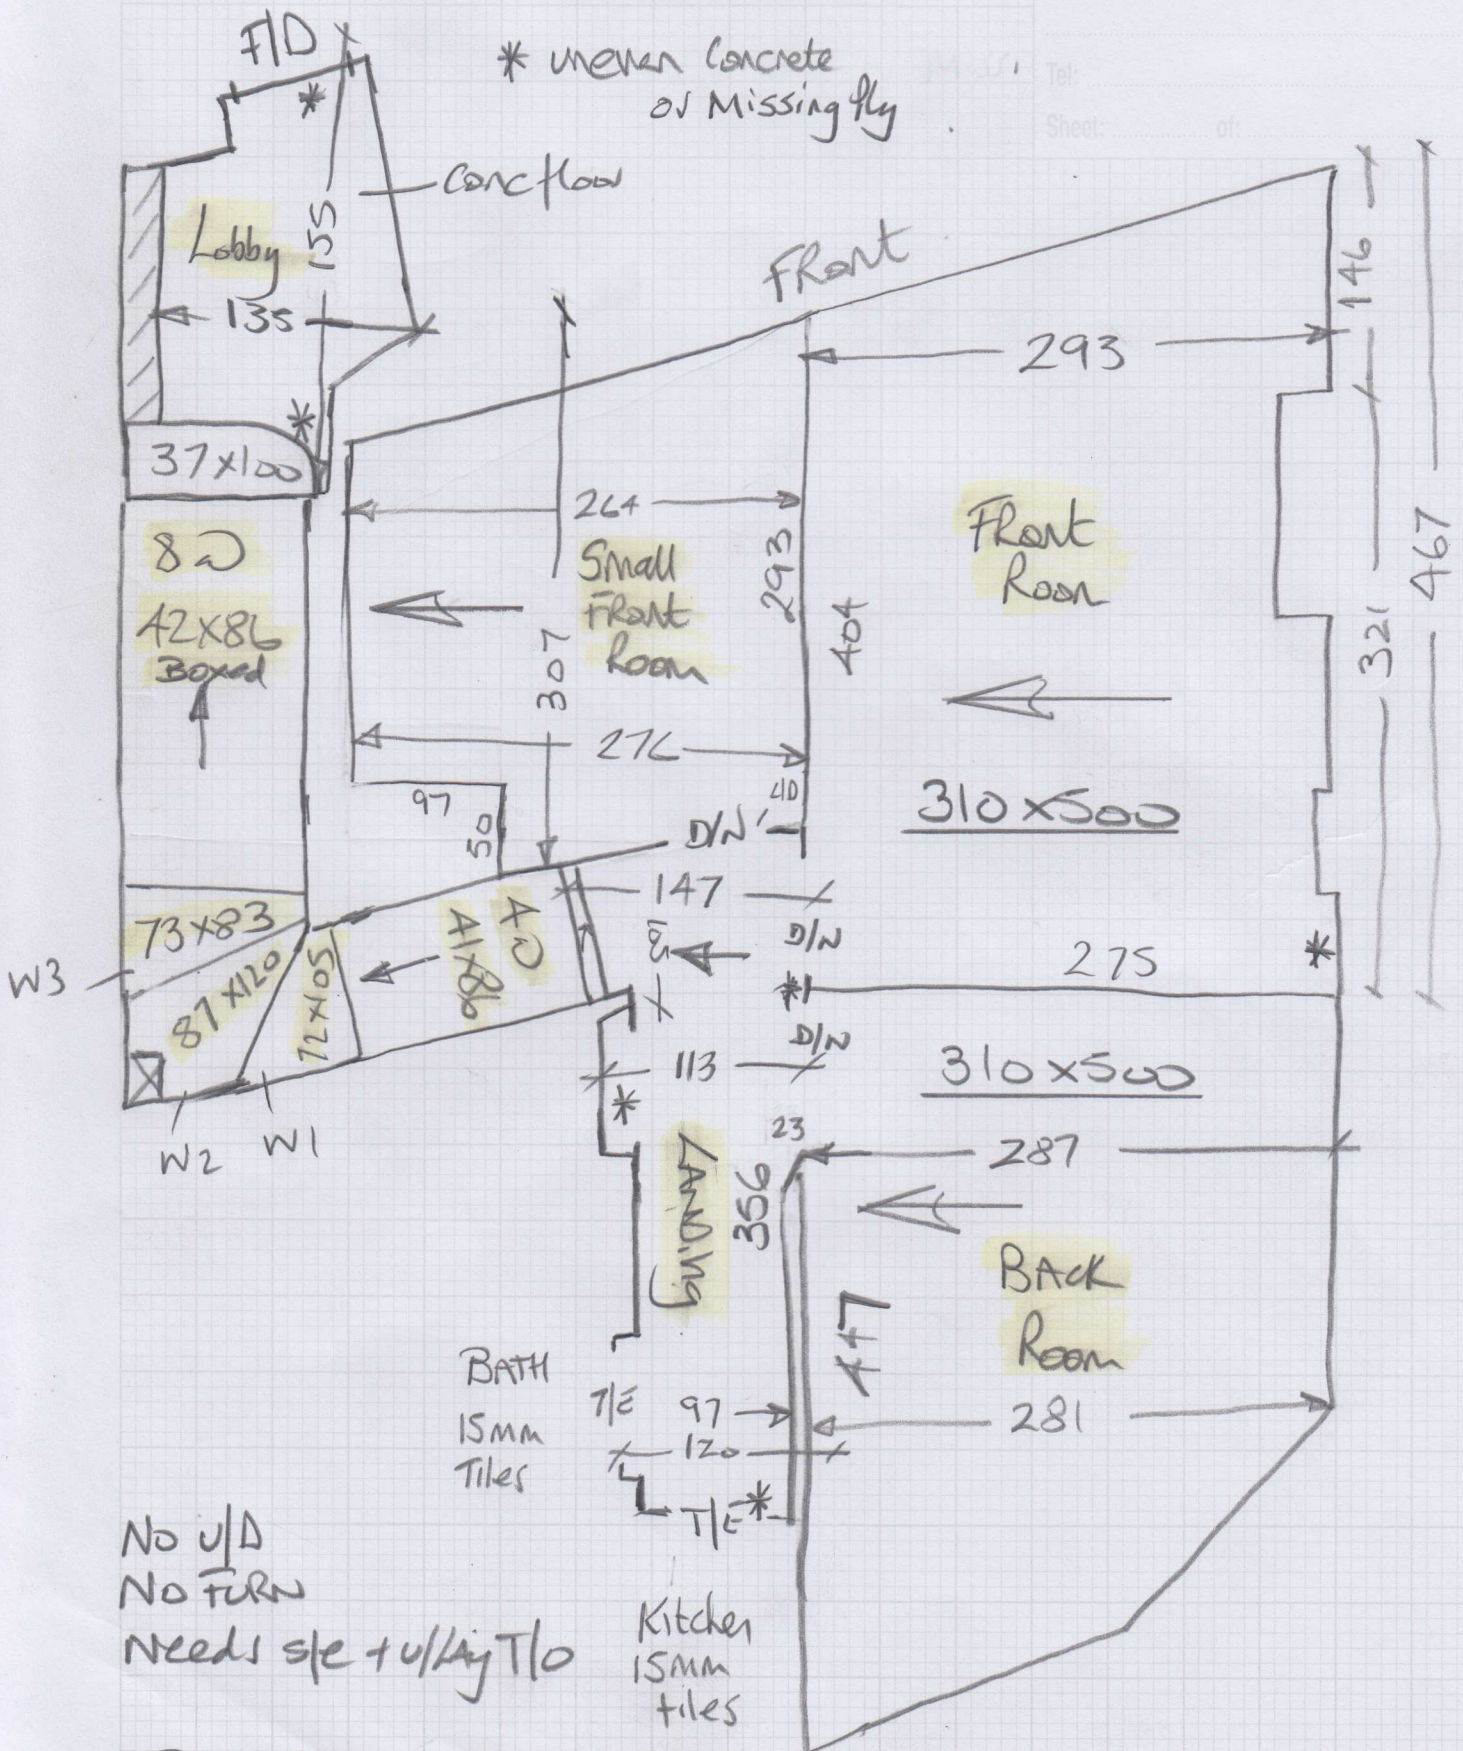 F/D
* uneven Concrete
or Missing Ply
Tel:
Sheet: of:
Conc floor
Lobby
155
135
*
*
Front
146
293
37x100
264
8
42x86
Boxed
Small
Front
Room
293
307
404
Front
Room
467
321
276
97
50
L/D
D/N
310x500
147
73x83
W3
87x120
72x105
41x86
D/N
275
*
*
D/N
113
310x500
*
W2
W1
23
287
Landing
356
447
Back
Room
Bath
15mm
Tiles
T/E
97
120
281
T/E *
No U/D
No Furn
Needs s/e + u/Lay T/O
Kitchen
15mm
tiles